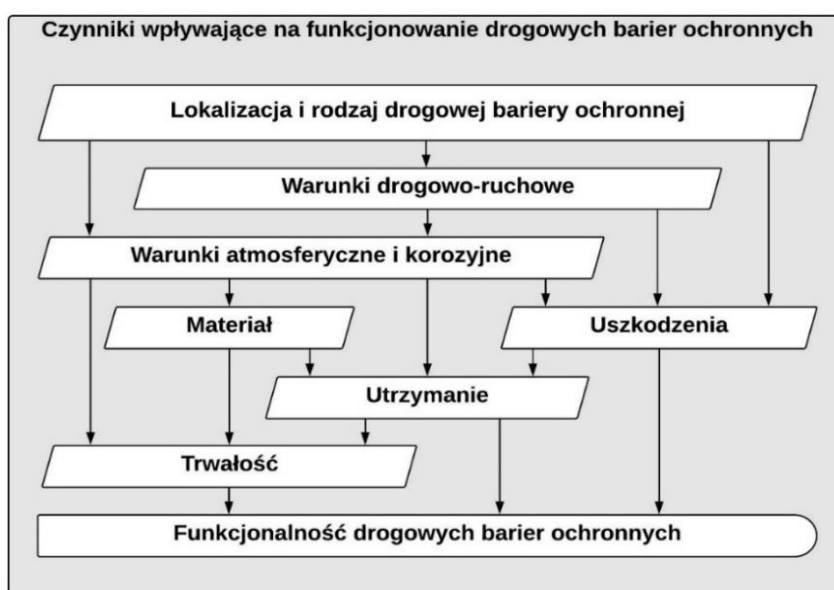 Czynniki wpływające na funkcjonowanie drogowych barier ochronnych
Lokalizacja i rodzaj drogowej bariery ochronnej
Warunki drogowo-ruchowe
Warunki atmosferyczne i korozyjne
Materiał
Uszkodzenia
Utrzymanie
Trwałość
Funkcjonalność drogowych barier ochronnych